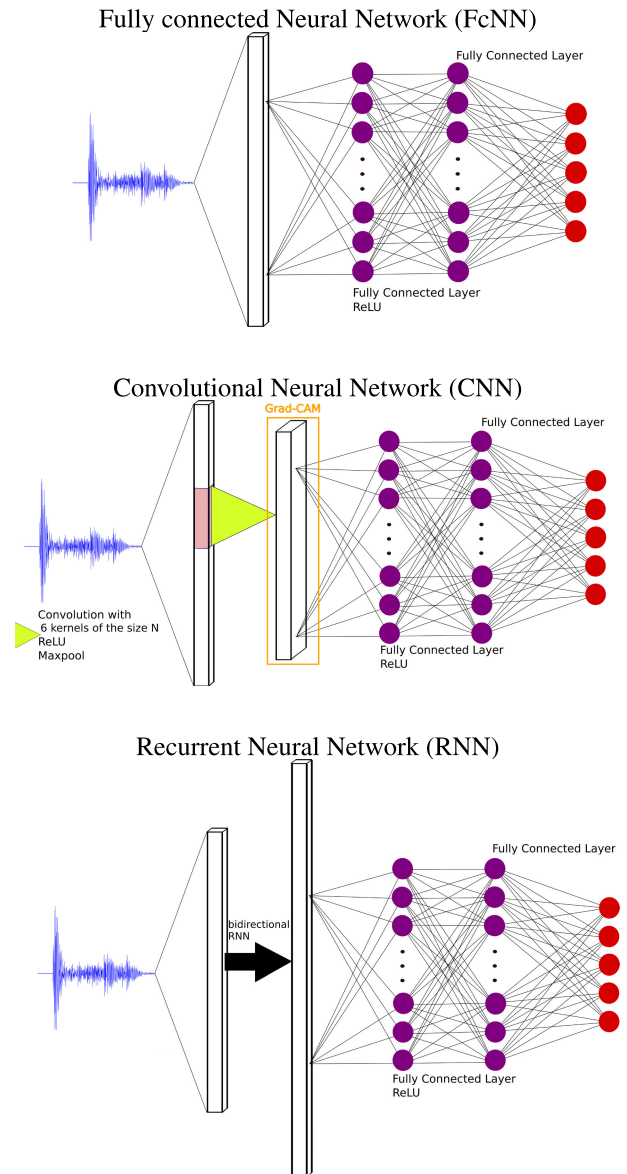 Fully connected Neural Network (FcNN)
Fully Connected Layer
Fully Connected Layer
ReLU
Convolutional Neural Network (CNN)
Grad-CAM
Fully Connected Layer
Convolution with
6 kernels of the size N
ReLU
Maxpool
Fully Connected Layer
ReLU
Recurrent Neural Network (RNN)
Fully Connected Layer
bidirectional
RNN
Fully Connected Layer
ReLU